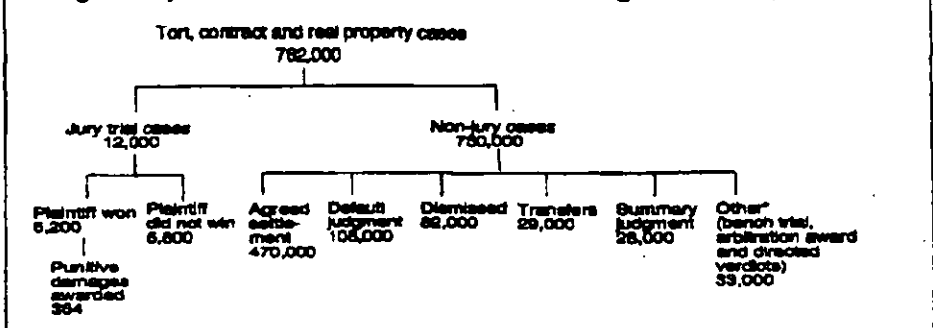 Tort, contract and real property cases
762,000
Jury trial cases
12,000
Non-jury cases
750,000
Plaintiff won
6,200
Plaintiff
did not win
5,800
Agreed
settle-
ment
470,000
Default
judgment
108,000
Dismissed
82,000
Transfers
29,000
Summary
judgment
28,000
Other*
(bench trial,
arbitration award
and directed
verdicts)
33,000
Punitive
damages
awarded
364